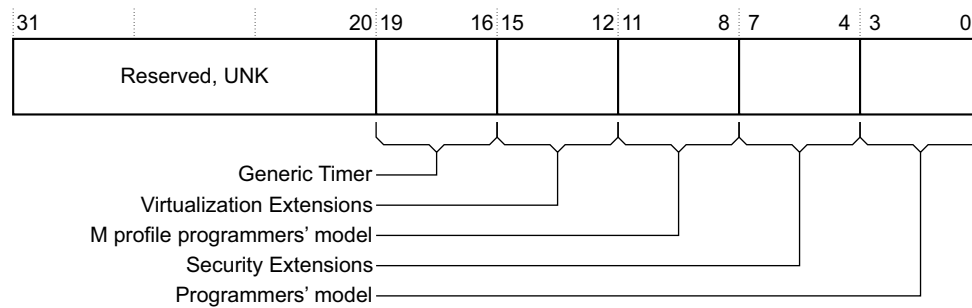 31 20 19 16 15 12 11 8 7 4 3 0
Reserved, UNK
Generic Timer
Virtualization Extensions
M profile programmers’ model
Security Extensions
Programmers’ model